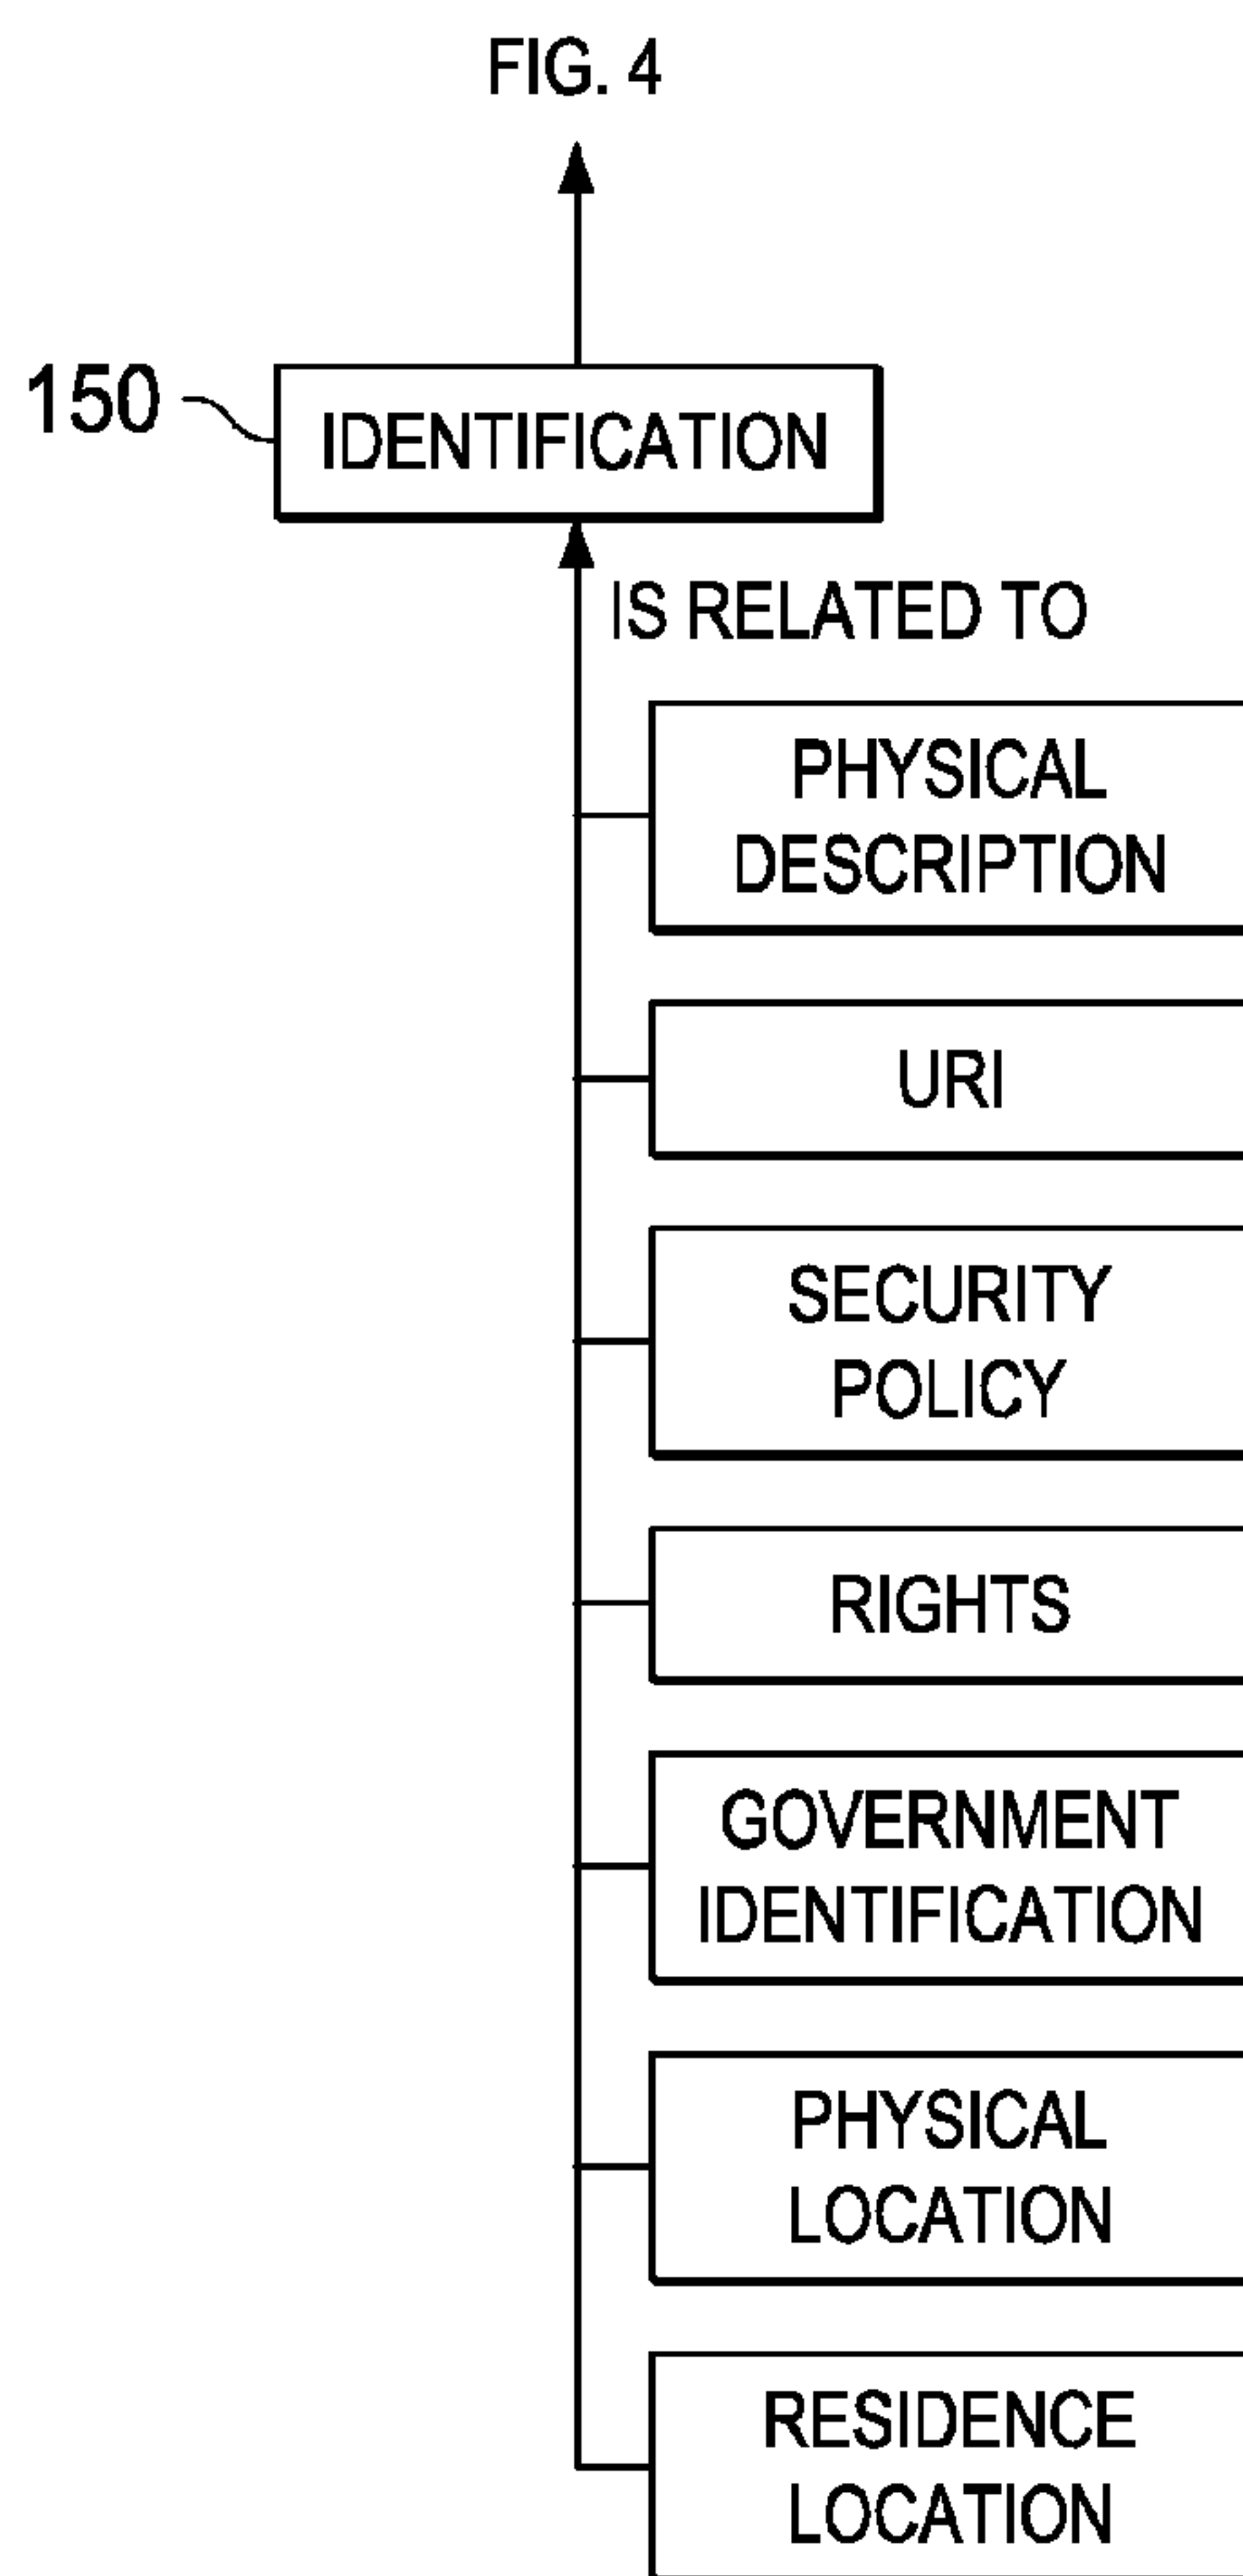 FIG. 4
150
IDENTIFICATION
IS RELATED TO
PHYSICAL
DESCRIPTION
URI
SECURITY
POLICY
RIGHTS
GOVERNMENT
IDENTIFICATION
PHYSICAL
LOCATION
RESIDENCE
LOCATION